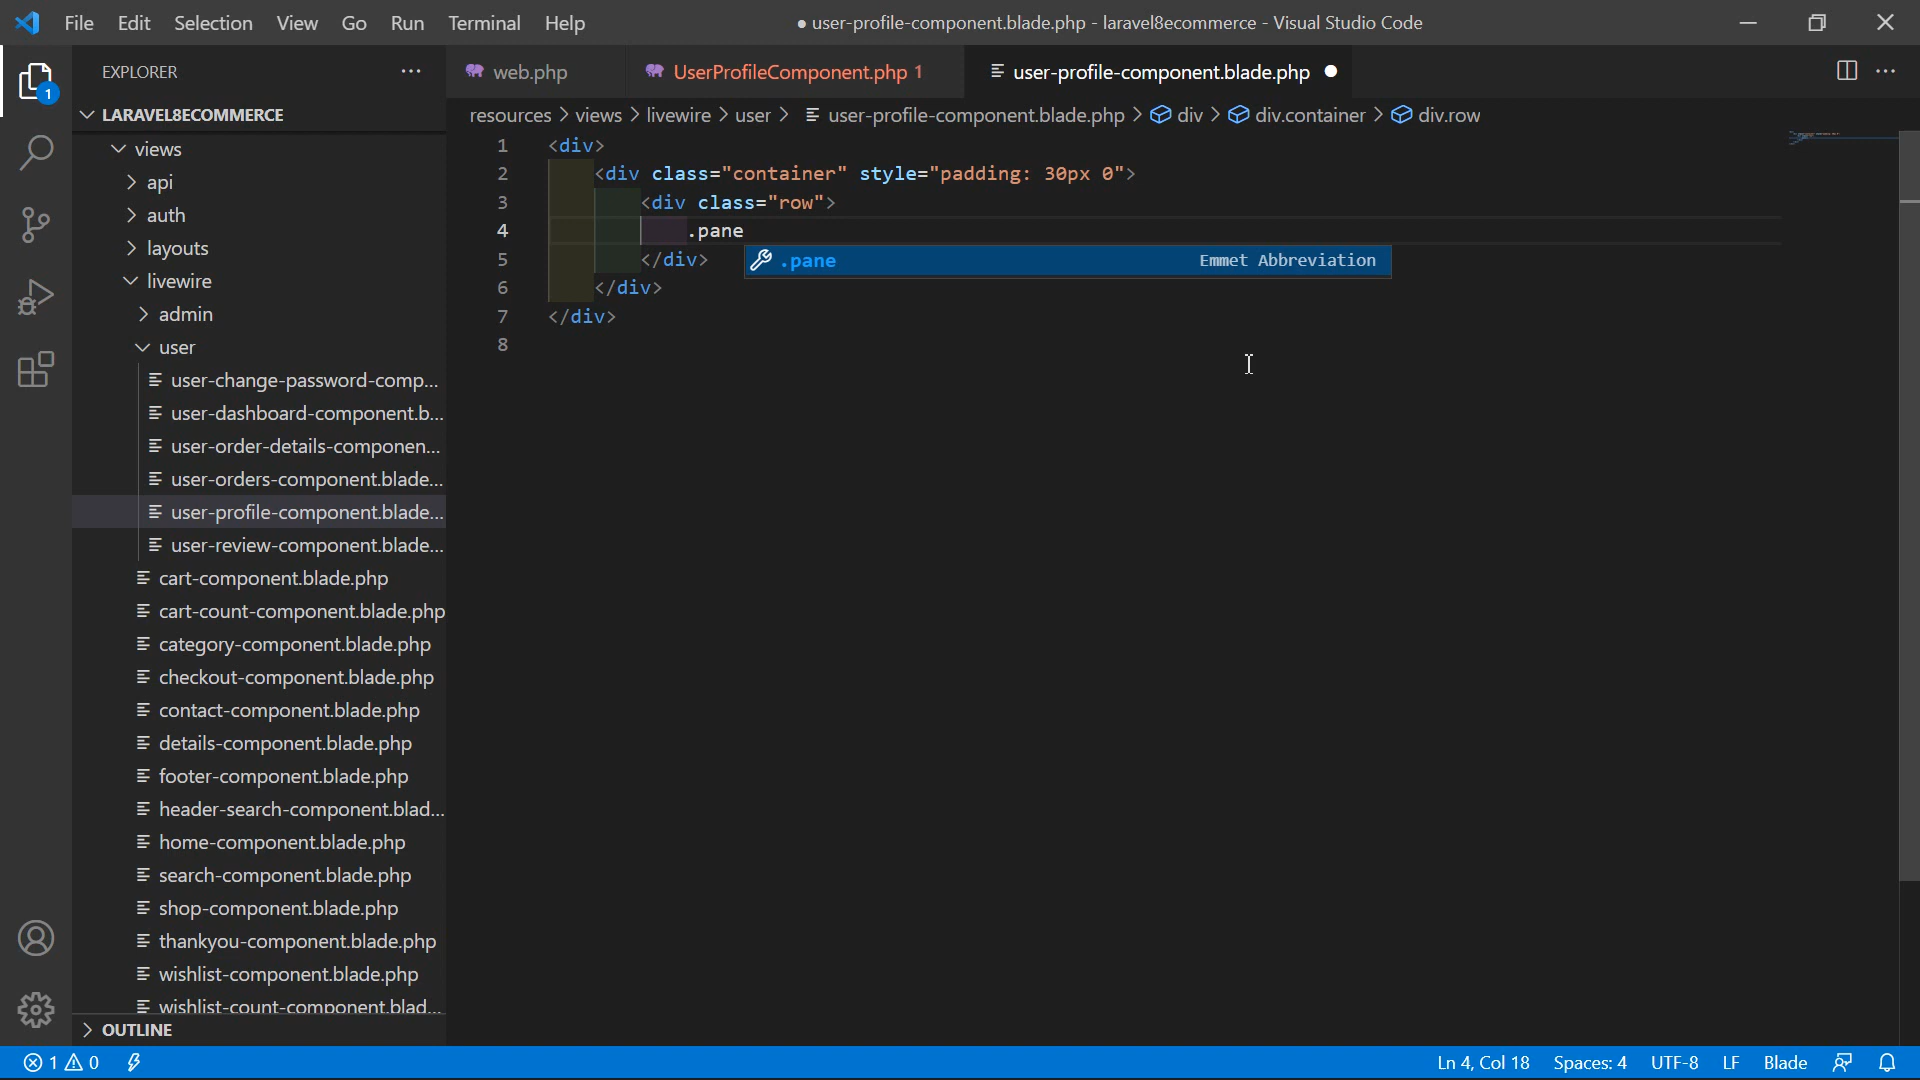 File Edit Selection View Go Run Terminal Help
● user-profile-component.blade.php - laravel8ecommerce - Visual Studio Code
EXPLORER
web.php
UserProfileComponent.php 1
user-profile-component.blade.php
1
LARAVEL8ECOMMERCE
resources > views > livewire > user > user-profile-component.blade.php > div > div.container > div.row
views
api
auth
layouts
livewire
admin
user
user-change-password-comp...
user-dashboard-component.b...
user-order-details-componen...
user-orders-component.blade...
user-profile-component.blade...
user-review-component.blade...
cart-component.blade.php
cart-count-component.blade.php
category-component.blade.php
checkout-component.blade.php
contact-component.blade.php
details-component.blade.php
footer-component.blade.php
header-search-component.blad...
home-component.blade.php
search-component.blade.php
shop-component.blade.php
thankyou-component.blade.php
wishlist-component.blade.php
wishlist-count-component.blad...
OUTLINE
1 <div>
2 <div class="container" style="padding: 30px 0">
3 <div class="row">
4 .pane
5 </div>
.pane Emmet Abbreviation
6 </div>
7 </div>
8
1 0
Ln 4, Col 18 Spaces: 4 UTF-8 LF Blade